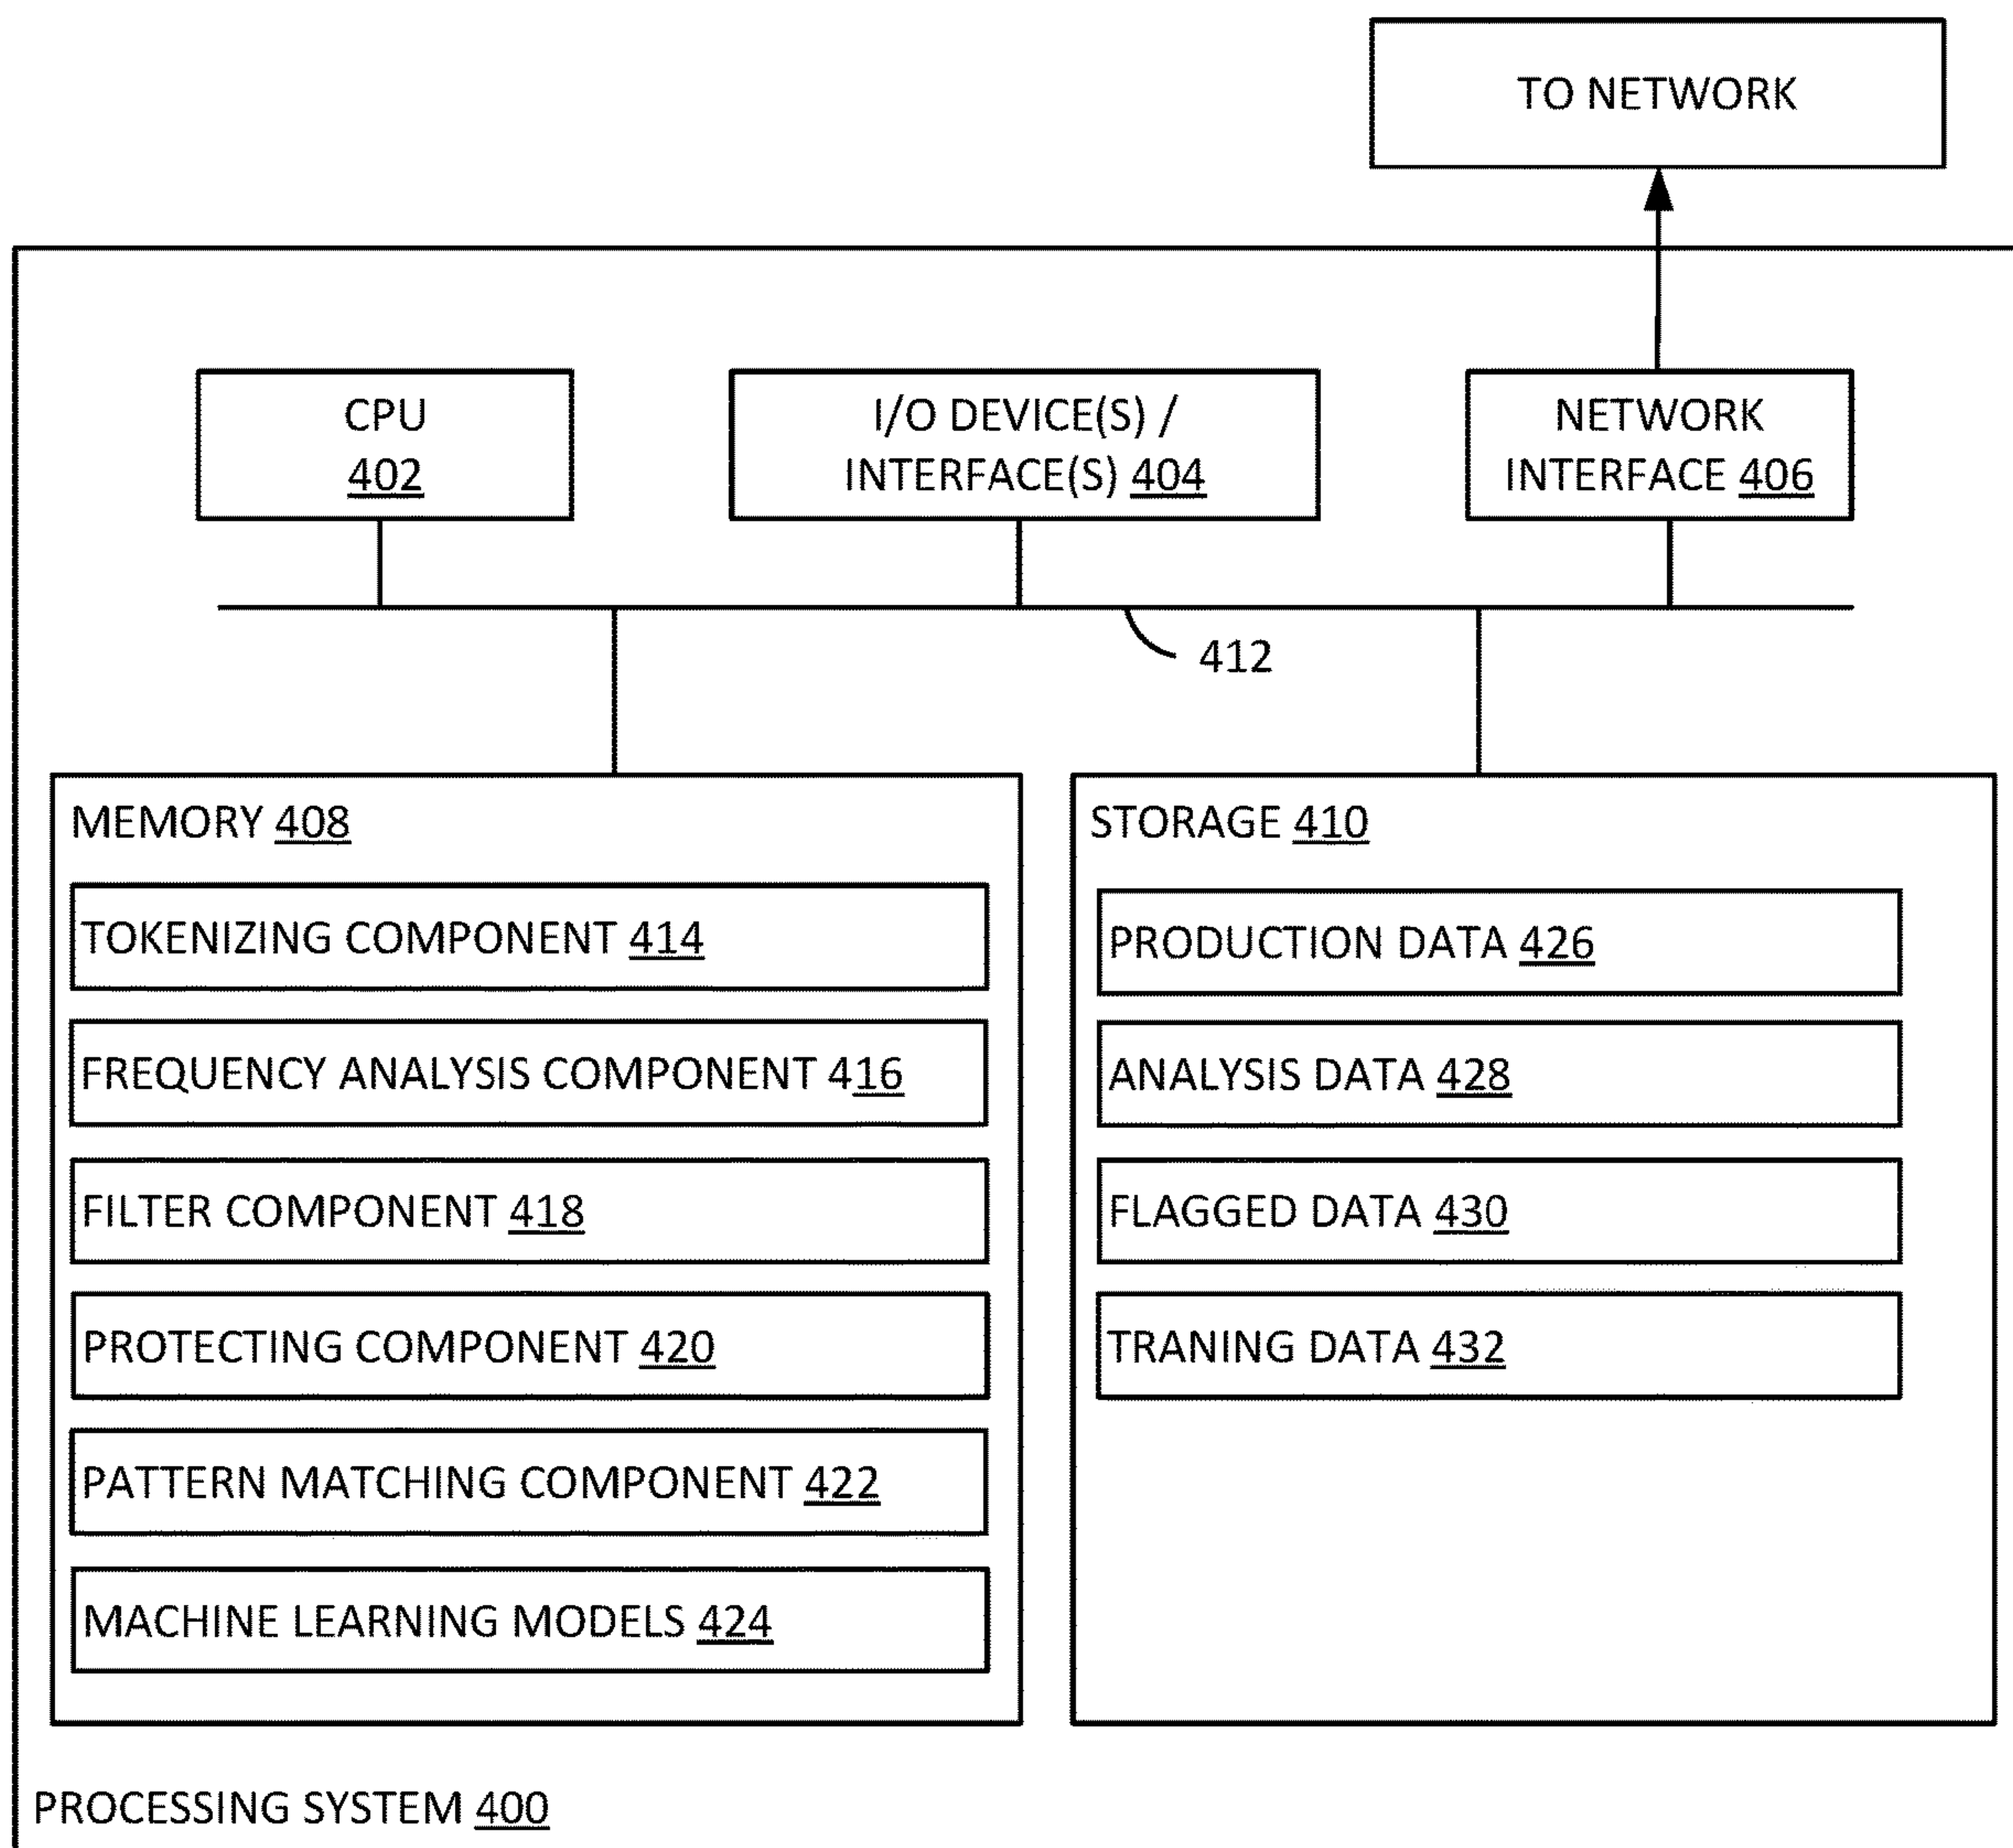 TO NETWORK
CPU
402
I/O DEVICE(S) /
INTERFACE(S) 404
NETWORK
INTERFACE 406
412
MEMORY 408
TOKENIZING COMPONENT 414
FREQUENCY ANALYSIS COMPONENT 416
FILTER COMPONENT 418
PROTECTING COMPONENT 420
PATTERN MATCHING COMPONENT 422
MACHINE LEARNING MODELS 424
STORAGE 410
PRODUCTION DATA 426
ANALYSIS DATA 428
FLAGGED DATA 430
TRANING DATA 432
PROCESSING SYSTEM 400